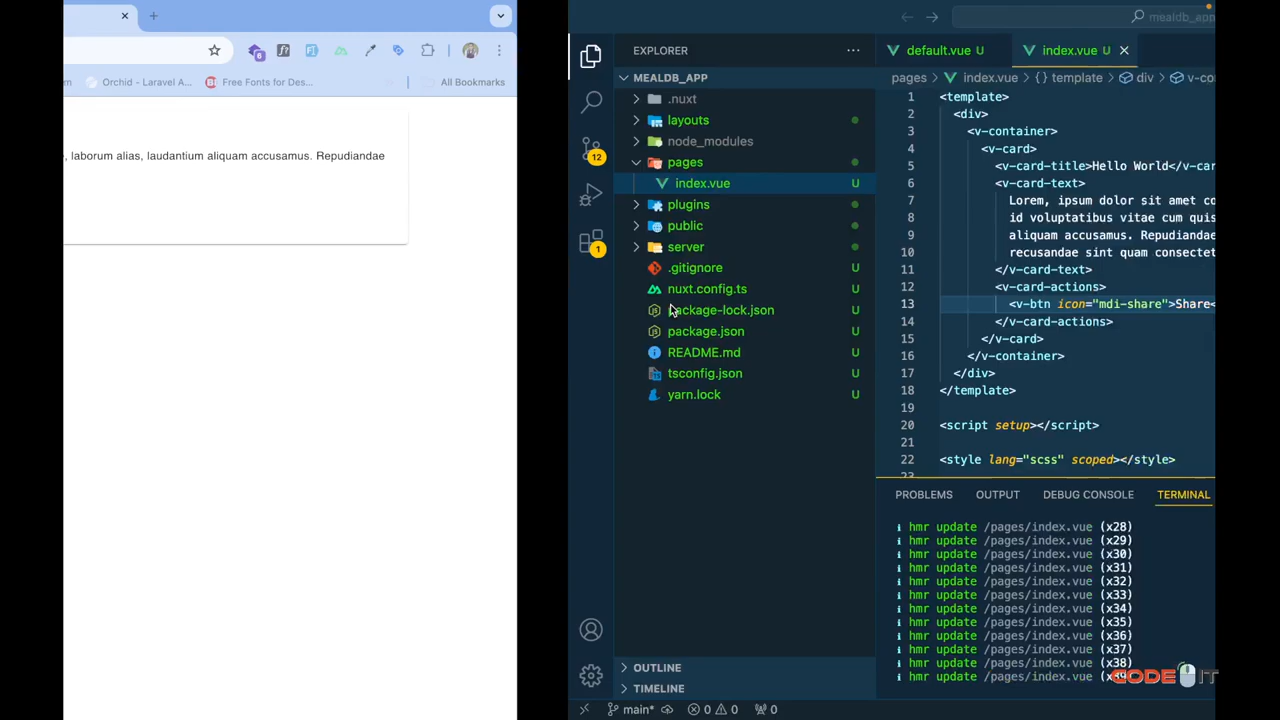 All Bookmarks
Orchid - Laravel A...
Free Fonts for Des...
, laborum alias, laudantium aliquam accusamus. Repudiandae
mealdb_app
EXPLORER
MEALDB_APP
.nuxt
layouts
node_modules
pages
index.vue U
plugins
public
server
.gitignore U
nuxt.config.ts U
package-lock.json U
package.json U
README.md U
tsconfig.json U
yarn.lock U
OUTLINE
TIMELINE
12
1
6
default.vue U
index.vue U
pages > index.vue > {} template > div > v-co
1 <template>
2 <div>
3 <v-container>
4 <v-card>
5 <v-card-title>Hello World</v-car
6 <v-card-text>
7 Lorem, ipsum dolor sit amet co
8 id voluptatibus vitae cum quis
9 aliquam accusamus. Repudiandae
10 recusandae sint quam consectet
11 </v-card-text>
12 <v-card-actions>
13 <v-btn icon="mdi-share">Share<
14 </v-card-actions>
15 </v-card>
16 </v-container>
17 </div>
18 </template>
19
20 <script setup></script>
21
22 <style lang="scss" scoped></style>
23
PROBLEMS OUTPUT DEBUG CONSOLE TERMINAL
i hmr update /pages/index.vue (x28)
i hmr update /pages/index.vue (x29)
i hmr update /pages/index.vue (x30)
i hmr update /pages/index.vue (x31)
i hmr update /pages/index.vue (x32)
i hmr update /pages/index.vue (x33)
i hmr update /pages/index.vue (x34)
i hmr update /pages/index.vue (x35)
i hmr update /pages/index.vue (x36)
i hmr update /pages/index.vue (x37)
i hmr update /pages/index.vue (x38)
i hmr update /pages/index.vue
CODE IT
main* 0 0 0